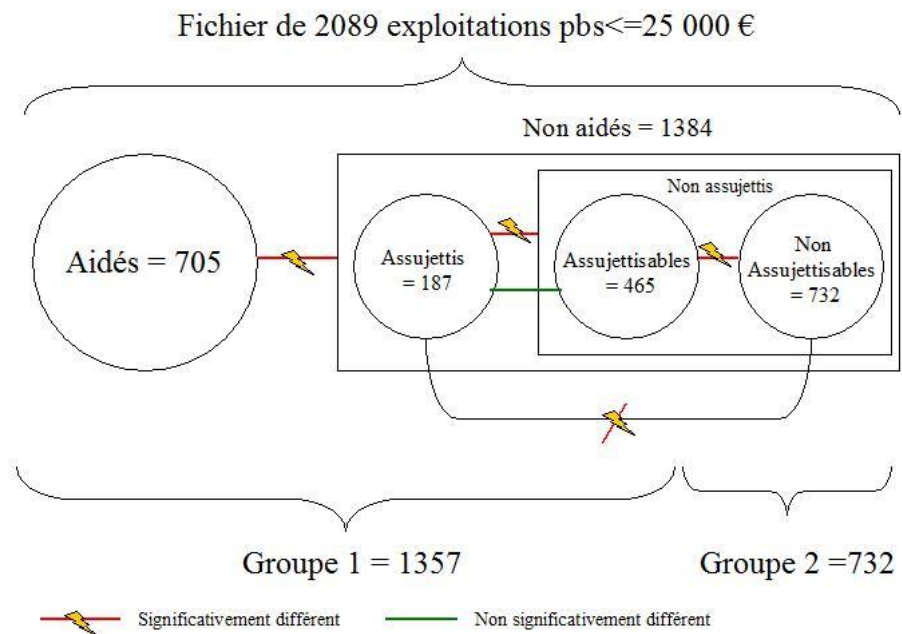 Fichier de 2089 exploitations pbs<=25 000 €
Non aidés = 1384
Non assujettis
Aidés = 705
Assujettis
= 187
Assujettisables
= 465
Non
Assujettisables
= 732
Groupe 1 = 1357
Groupe 2 =732
Significativement différent
Non significativement différent